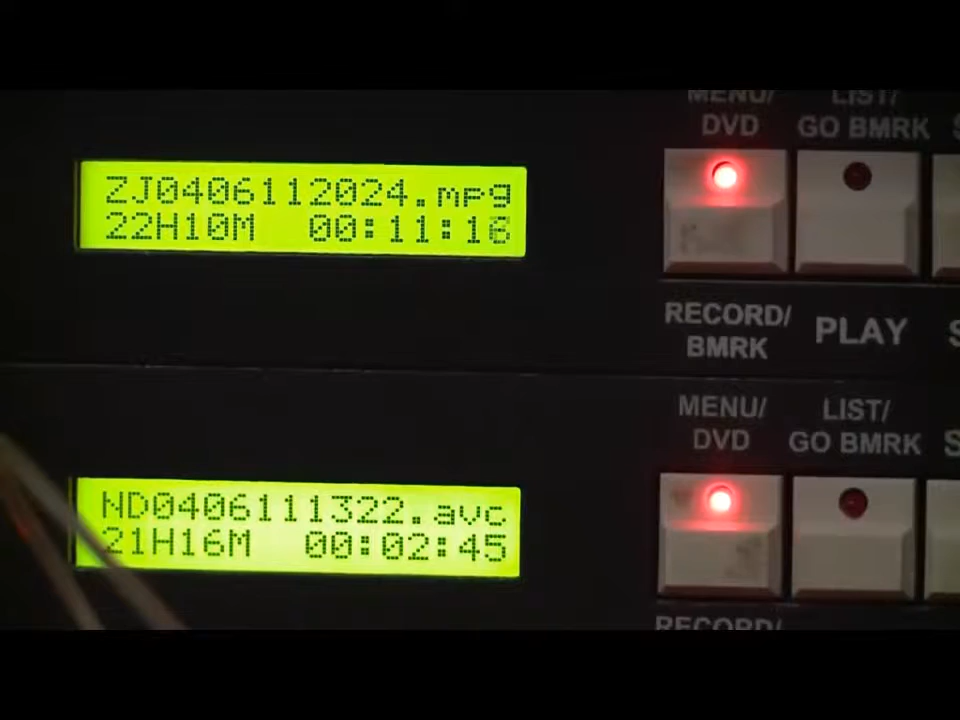 MENU/
DVD
LIST/
GO BMRK
ZJ0406112024.mpg
22H10M 00:11:16
RECORD/
BMRK
PLAY
MENU/
DVD
LIST/
GO BMRK
ND0406111322.avc
21H16M 00:02:45
RECORD/